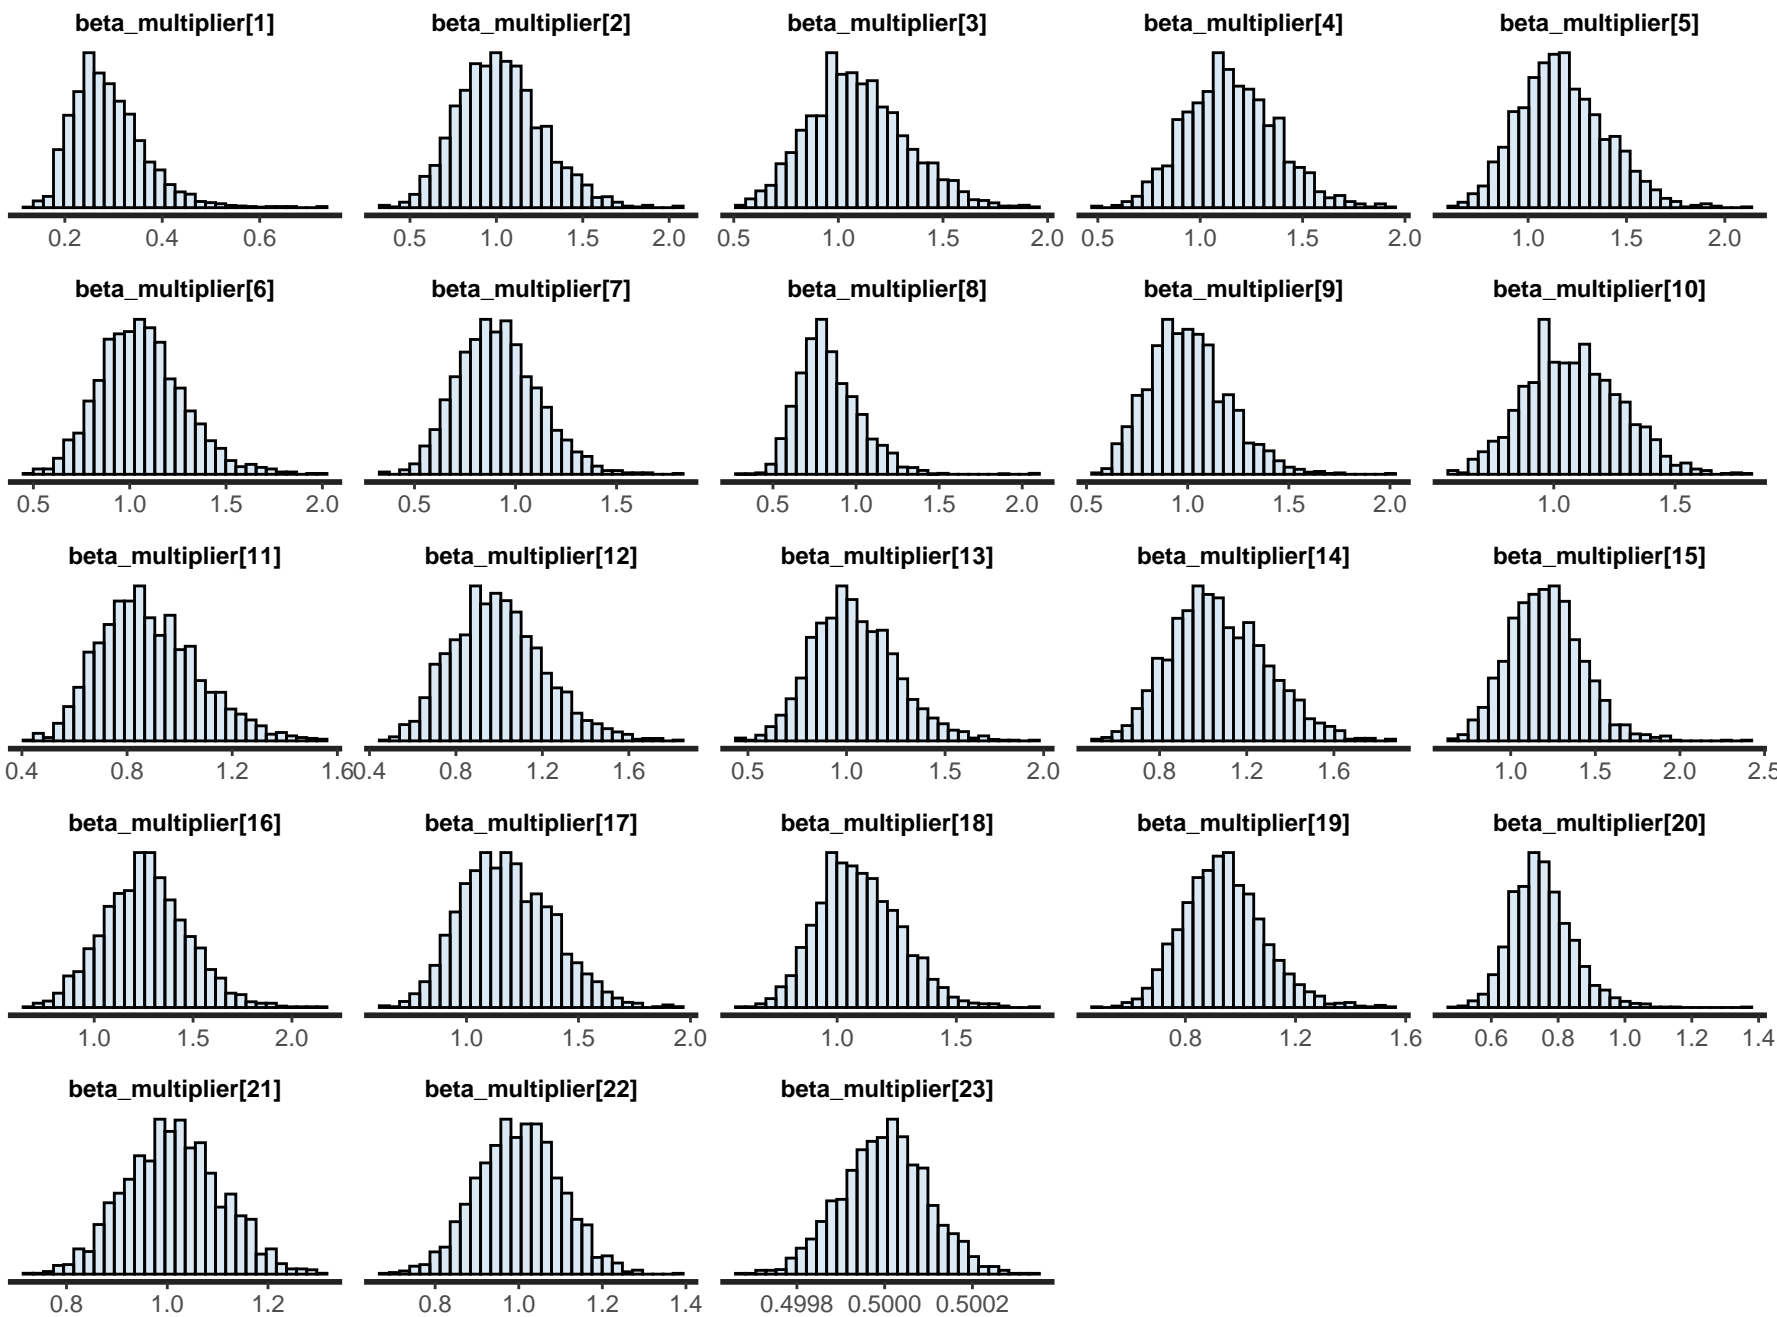 beta_multiplier[1] beta_multiplier[2] beta_multiplier[3] beta_multiplier[4] beta_multiplier[5]
0.2 0.4 0.6 0.5 1.0 1.5 2.0 0.5 1.0 1.5 2.0 0.5 1.0 1.5 2.0 1.0 1.5 2.0
beta_multiplier[6] beta_multiplier[7] beta_multiplier[8] beta_multiplier[9] beta_multiplier[10]
0.5 1.0 1.5 2.0 0.5 1.0 1.5 0.5 1.0 1.5 2.0 0.5 1.0 1.5 2.0 1.0 1.5
beta_multiplier[11] beta_multiplier[12] beta_multiplier[13] beta_multiplier[14] beta_multiplier[15]
0.4 0.8 1.2 1.6 0.4 0.8 1.2 1.6 0.5 1.0 1.5 2.0 0.8 1.2 1.6 1.0 1.5 2.0 2.5
beta_multiplier[16] beta_multiplier[17] beta_multiplier[18] beta_multiplier[19] beta_multiplier[20]
1.0 1.5 2.0 1.0 1.5 2.0 1.0 1.5 0.8 1.2 1.6 0.6 0.8 1.0 1.2 1.4
beta_multiplier[21] beta_multiplier[22] beta_multiplier[23]
0.8 1.0 1.2 0.8 1.0 1.2 1.4 0.4998 0.5000 0.5002